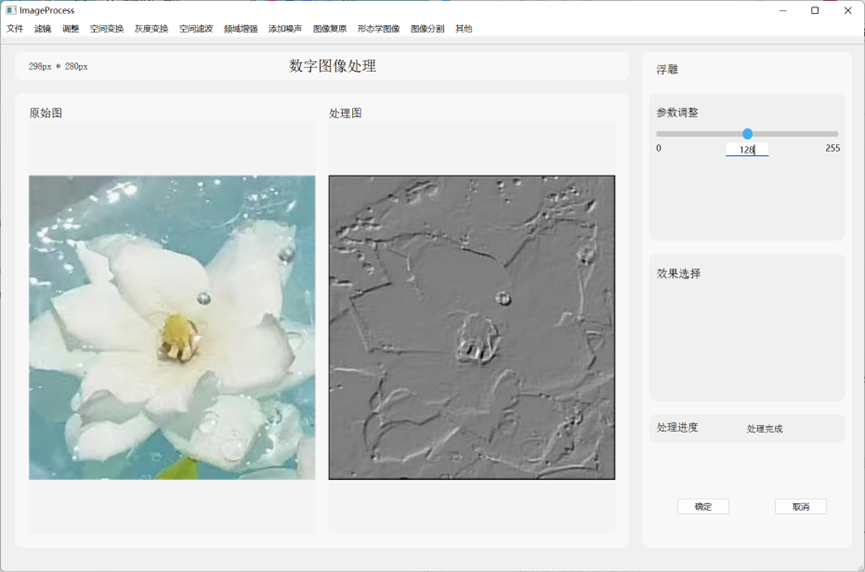 ImageProcess
文件 滤镜 调整 空间变换 灰度变换 空间滤波 频域增强 添加噪声 图像复原 形态学图像 图像分割 其他
298px * 280px 数字图像处理
原始图 处理图
浮雕
参数调整
0 128 255
效果选择
处理进度 处理完成
确定 取消